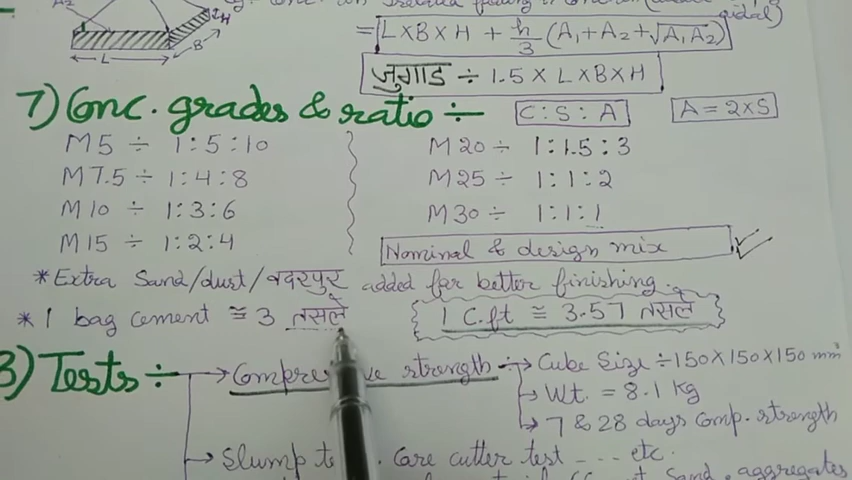 = L×B×H + h/3 (A₁+A₂+√A₁A₂)
L B H
जुगाड ÷ 1.5 × L×B×H
7) Conc. grades & ratio ÷ C:S:A A=2×S
M5 ÷ 1:5:10 M20 ÷ 1:1.5:3
M7.5 ÷ 1:4:8 M25 ÷ 1:1:2
M10 ÷ 1:3:6 M30 ÷ 1:1:1
M15 ÷ 1:2:4 Nominal & design mix
*Extra Sand/dust/बदरपुर added for better finishing.
* 1 bag cement ≅ 3 तसले 1 C.ft ≅ 3.57 तसले
8) Tests ÷ → strength ÷ → Cube Size ÷ 150×150×150 mm
→ Wt. = 8.1 kg
→ 7 & 28 days comp. strength
→ Slump cutter test --- etc.
Sand, aggregates